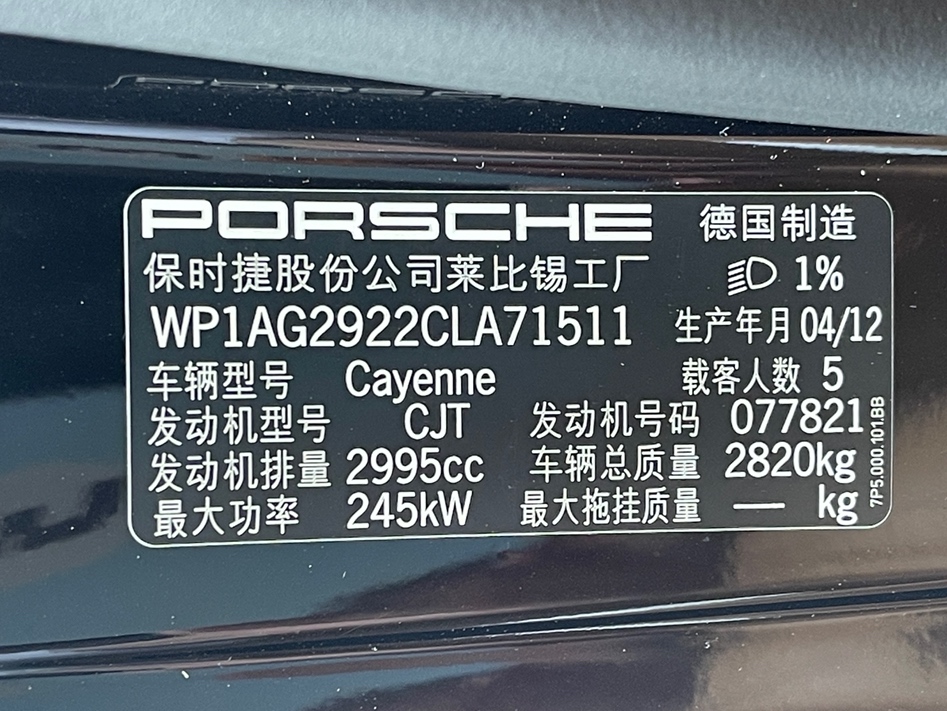 PORSCHE 德国制造
保时捷股份公司莱比锡工厂 1%
WP1AG2922CLA71511 生产年月 04/12
车辆型号 Cayenne 载客人数 5
发动机型号 CJT 发动机号码 077821
发动机排量 2995cc 车辆总质量 2820kg
最大功率 245kW 最大拖挂质量 — kg
7P5.000.101.BB